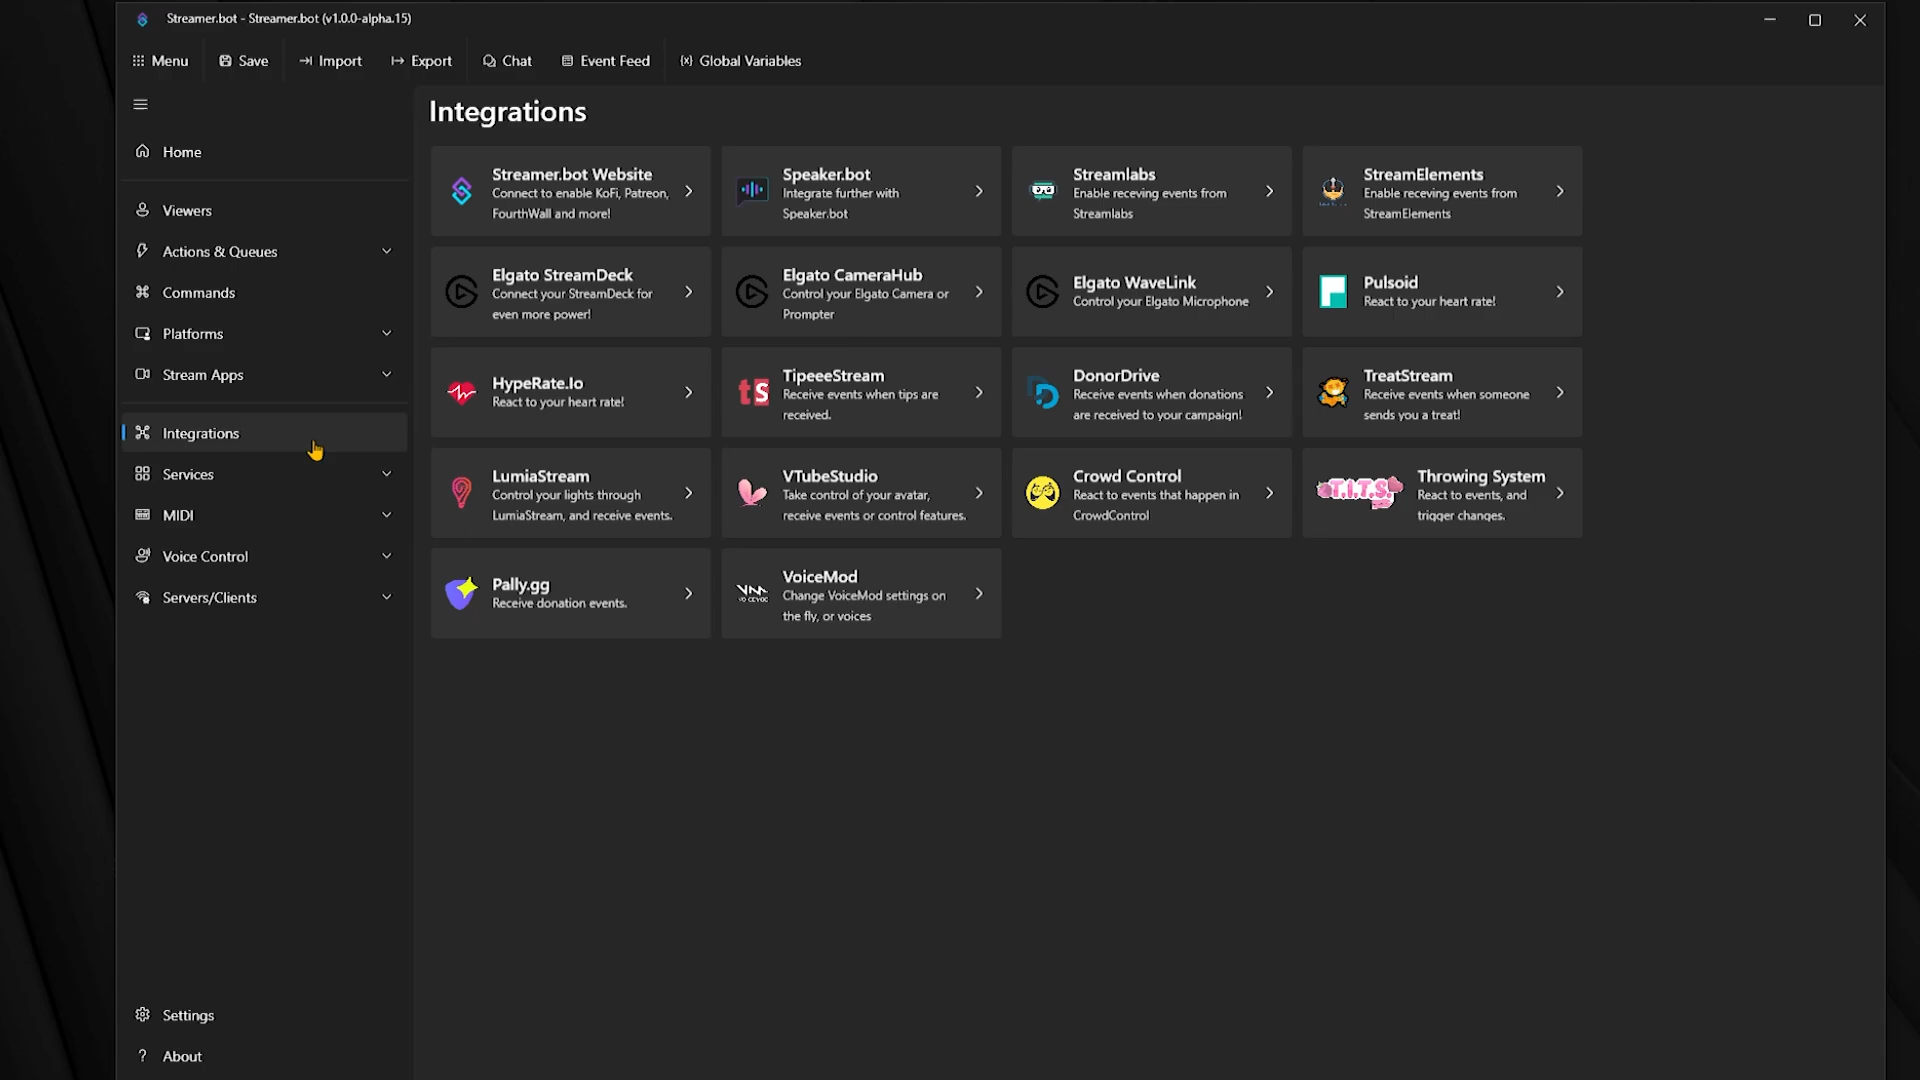 Streamer.bot - Streamer.bot (v1.0.0-alpha.15)
Menu
Save
Import
Export
Chat
Event Feed
Global Variables
Integrations
Home
Viewers
Actions & Queues
Commands
Platforms
Stream Apps
Integrations
Services
MIDI
Voice Control
Servers/Clients
Settings
? About
Streamer.bot Website
Connect to enable KoFi, Patreon,
FourthWall and more!
Speaker.bot
Integrate further with
Speaker.bot
Streamlabs
Enable receving events from
Streamlabs
StreamElements
Enable receving events from
StreamElements
Elgato StreamDeck
Connect your StreamDeck for
even more power!
Elgato CameraHub
Control your Elgato Camera or
Prompter
Elgato WaveLink
Control your Elgato Microphone
Pulsoid
React to your heart rate!
HypeRate.Io
React to your heart rate!
tS
TipeeeStream
Receive events when tips are
received.
DonorDrive
Receive events when donations
are received to your campaign!
TreatStream
Receive events when someone
sends you a treat!
LumiaStream
Control your lights through
LumiaStream, and receive events.
VTubeStudio
Take control of your avatar,
receive events or control features.
Crowd Control
React to events that happen in
CrowdControl
T.I.T.S.
Throwing System
React to events, and
trigger changes.
Pally.gg
Receive donation events.
VoiceMod
Change VoiceMod settings on
the fly, or voices